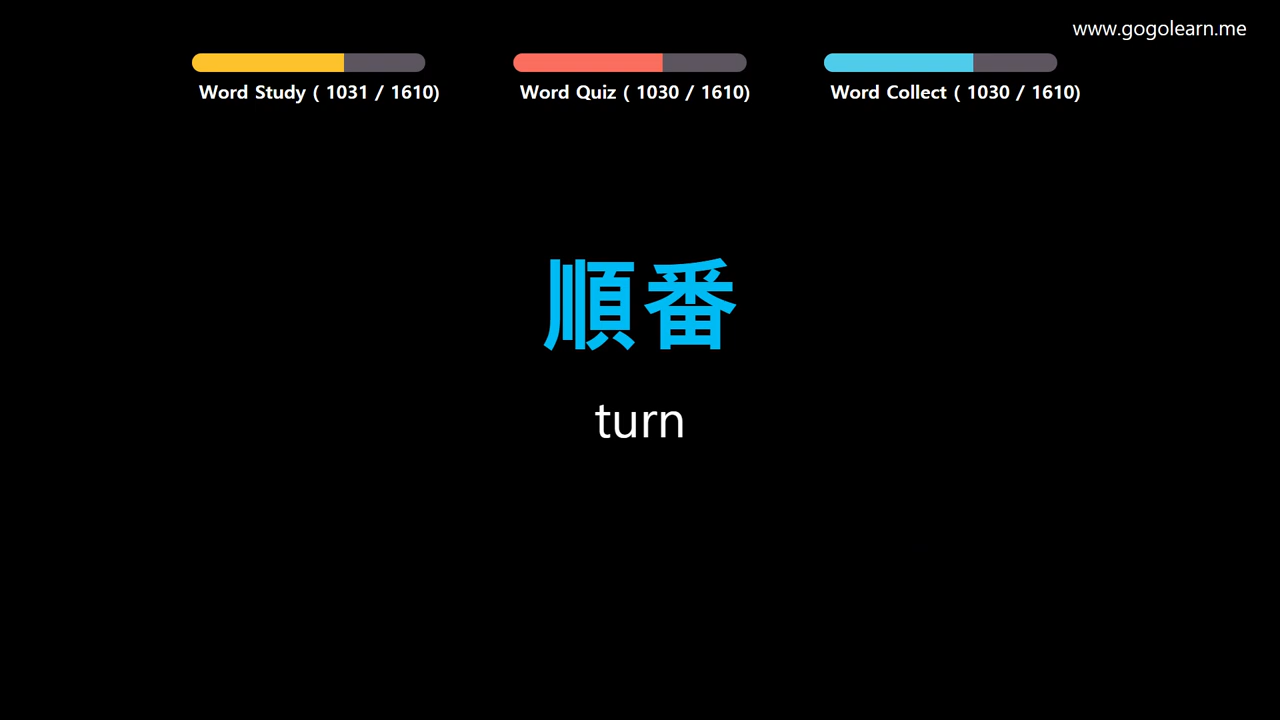 www.gogolearn.me
Word Study ( 1031 / 1610)
Word Quiz ( 1030 / 1610)
Word Collect ( 1030 / 1610)
順番
turn